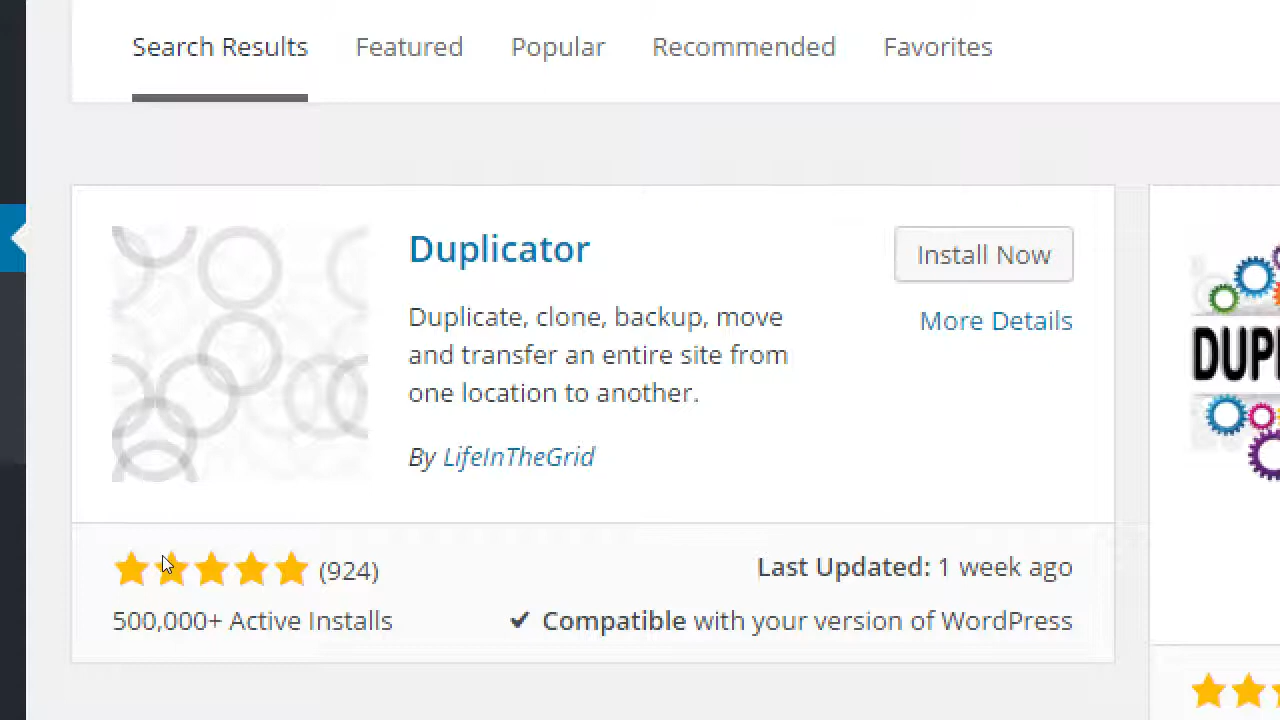 Search Results Featured Popular Recommended Favorites
Duplicator
Install Now
More Details
Duplicate, clone, backup, move
and transfer an entire site from
one location to another.
By LifeInTheGrid
(924)
Last Updated: 1 week ago
500,000+ Active Installs
✔ Compatible with your version of WordPress
DUPL